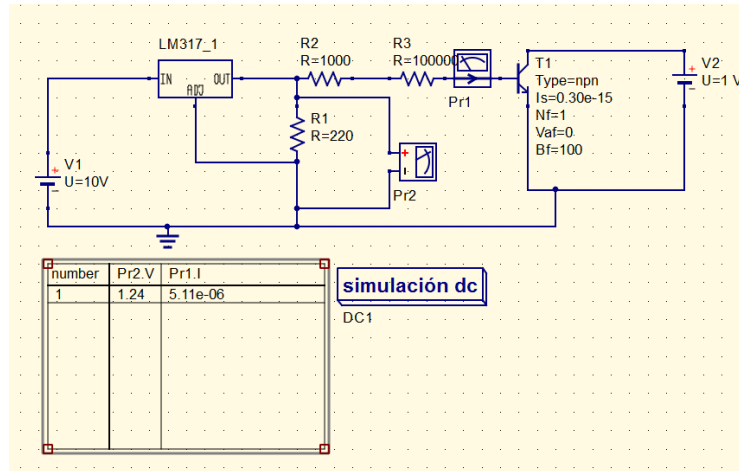 LM317_1
IN
OUT
ADJ
R2
R=1000
R3
R=100000
Pr1
T1
Type=npn
Is=0.30e-15
Nf=1
Vaf=0
Bf=100
V2
U=1 V
R1
R=220
+
-
Pr2
V1
U=10V
number Pr2.V Pr1.I
1 1.24 5.11e-06
simulación dc
DC1